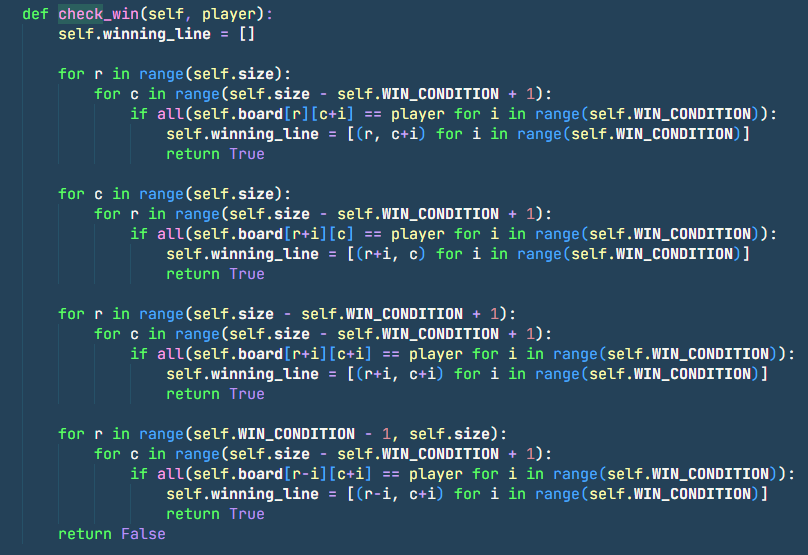 def check_win(self, player):
    self.winning_line = []

    for r in range(self.size):
        for c in range(self.size - self.WIN_CONDITION + 1):
            if all(self.board[r][c+i] == player for i in range(self.WIN_CONDITION)):
                self.winning_line = [(r, c+i) for i in range(self.WIN_CONDITION)]
                return True

    for c in range(self.size):
        for r in range(self.size - self.WIN_CONDITION + 1):
            if all(self.board[r+i][c] == player for i in range(self.WIN_CONDITION)):
                self.winning_line = [(r+i, c) for i in range(self.WIN_CONDITION)]
                return True

    for r in range(self.size - self.WIN_CONDITION + 1):
        for c in range(self.size - self.WIN_CONDITION + 1):
            if all(self.board[r+i][c+i] == player for i in range(self.WIN_CONDITION)):
                self.winning_line = [(r+i, c+i) for i in range(self.WIN_CONDITION)]
                return True

    for r in range(self.WIN_CONDITION - 1, self.size):
        for c in range(self.size - self.WIN_CONDITION + 1):
            if all(self.board[r-i][c+i] == player for i in range(self.WIN_CONDITION)):
                self.winning_line = [(r-i, c+i) for i in range(self.WIN_CONDITION)]
                return True
    return False